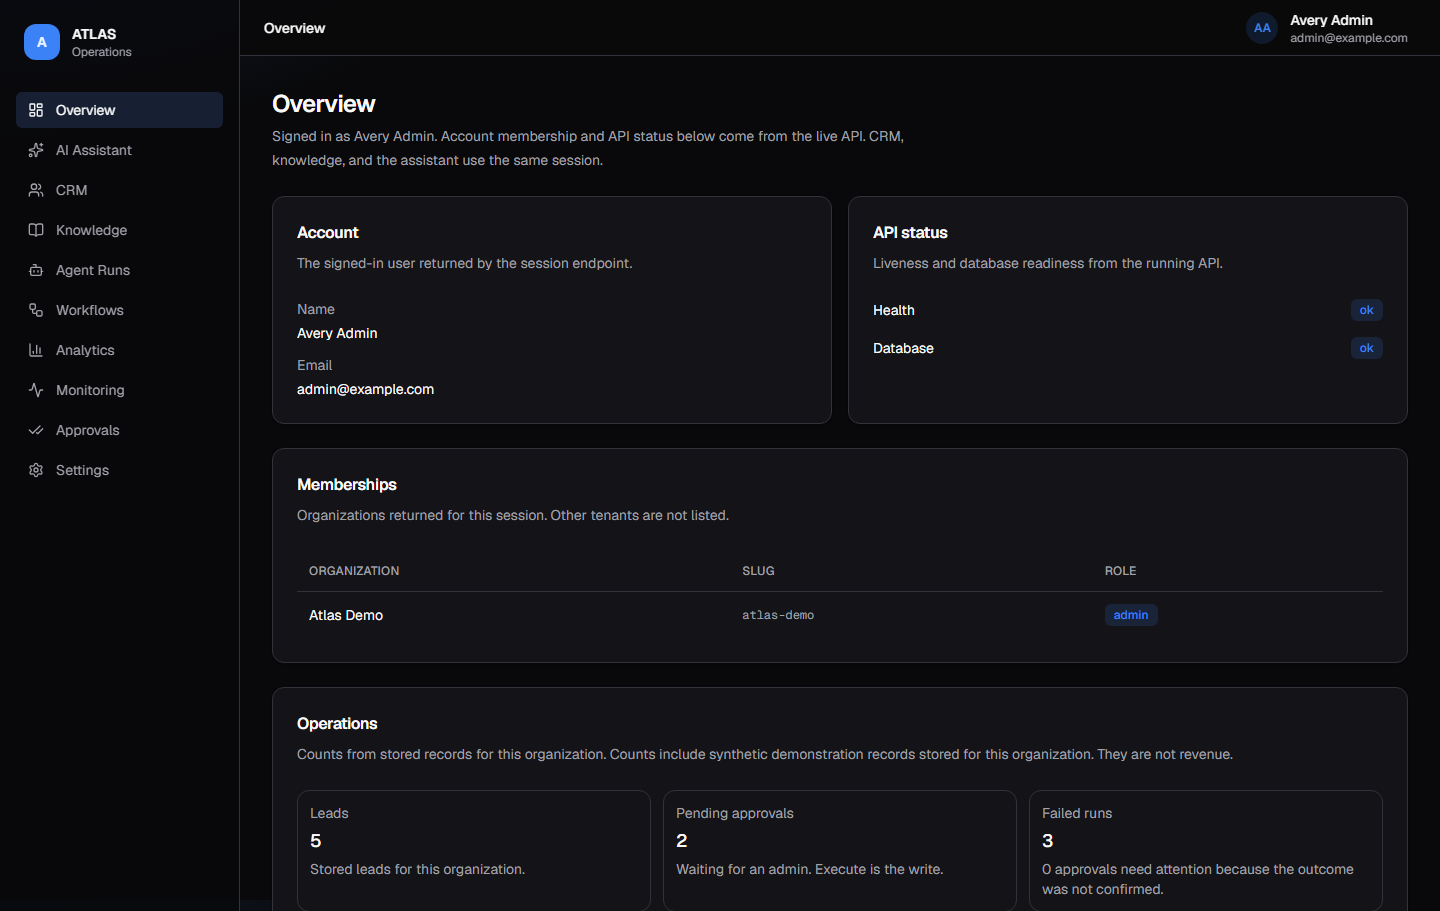 A
ATLAS
Operations
Overview
AI Assistant
CRM
Knowledge
Agent Runs
Workflows
Analytics
Monitoring
Approvals
Settings
Overview
AA
Avery Admin
admin@example.com
Overview
Signed in as Avery Admin. Account membership and API status below come from the live API. CRM,
knowledge, and the assistant use the same session.
Account
The signed-in user returned by the session endpoint.
Name
Avery Admin
Email
admin@example.com
API status
Liveness and database readiness from the running API.
Health ok
Database ok
Memberships
Organizations returned for this session. Other tenants are not listed.
ORGANIZATION SLUG ROLE
Atlas Demo atlas-demo admin
Operations
Counts from stored records for this organization. Counts include synthetic demonstration records stored for this organization. They are not revenue.
Leads
5
Stored leads for this organization.
Pending approvals
2
Waiting for an admin. Execute is the write.
Failed runs
3
0 approvals need attention because the outcome
was not confirmed.